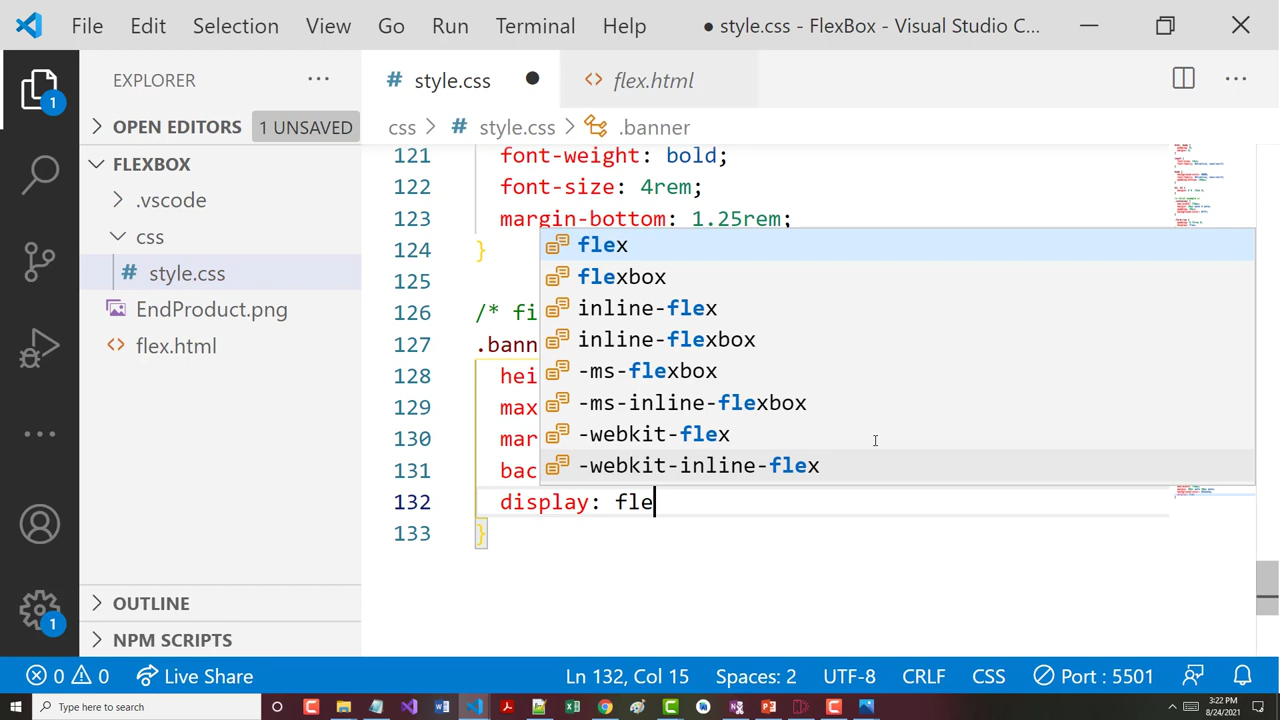 File Edit Selection View Go Run Terminal Help ● style.css - FlexBox - Visual Studio C...
EXPLORER ...
# style.css ● <> flex.html ...
OPEN EDITORS 1 UNSAVED
css > # style.css > .banner
FLEXBOX
.vscode
css
# style.css
EndProduct.png
<> flex.html
...
OUTLINE
NPM SCRIPTS
1
1
121 font-weight: bold;
122 font-size: 4rem;
123 margin-bottom: 1.25rem;
124 }
125
126 /* fi
127 .bann
128 hei
129 max
130 mar
131 bac
132 display: fle
133 }
flex
flexbox
inline-flex
inline-flexbox
-ms-flexbox
-ms-inline-flexbox
-webkit-flex
-webkit-inline-flex
0 0 Live Share Ln 132, Col 15 Spaces: 2 UTF-8 CRLF CSS Port : 5501
Type here to search 3:22 PM
8/24/2021